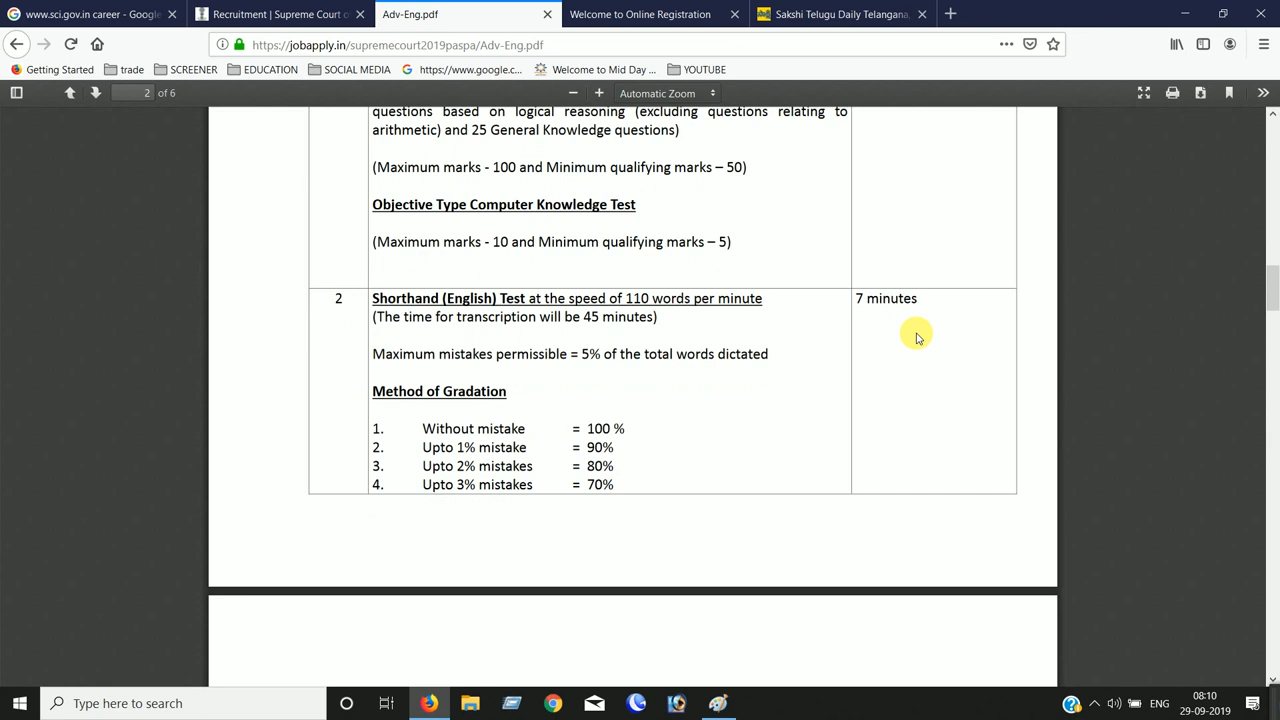 www.sci.gov.in career - Google
Recruitment | Supreme Court o
Adv-Eng.pdf
Welcome to Online Registration
Sakshi Telugu Daily Telangana,
https://jobapply.in/supremecourt2019paspa/Adv-Eng.pdf
Getting Started
trade
SCREENER
EDUCATION
SOCIAL MEDIA
https://www.google.c...
Welcome to Mid Day ...
YOUTUBE
2 of 6
Automatic Zoom
questions based on logical reasoning (excluding questions relating to
arithmetic) and 25 General Knowledge questions)
(Maximum marks - 100 and Minimum qualifying marks – 50)
Objective Type Computer Knowledge Test
(Maximum marks - 10 and Minimum qualifying marks – 5)
2 Shorthand (English) Test at the speed of 110 words per minute 7 minutes
(The time for transcription will be 45 minutes)
Maximum mistakes permissible = 5% of the total words dictated
Method of Gradation
1. Without mistake = 100 %
2. Upto 1% mistake = 90%
3. Upto 2% mistakes = 80%
4. Upto 3% mistakes = 70%
Type here to search
ENG
08:10
29-09-2019